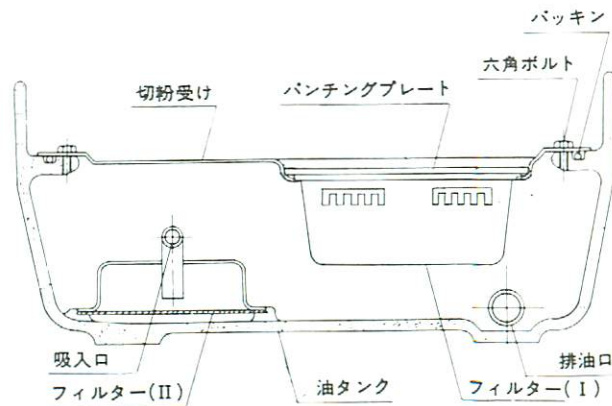 パッキン
六角ボルト
切粉受け
パンチングプレート
吸入口
排油口
フィルター(II)
油タンク
フィルター(I)